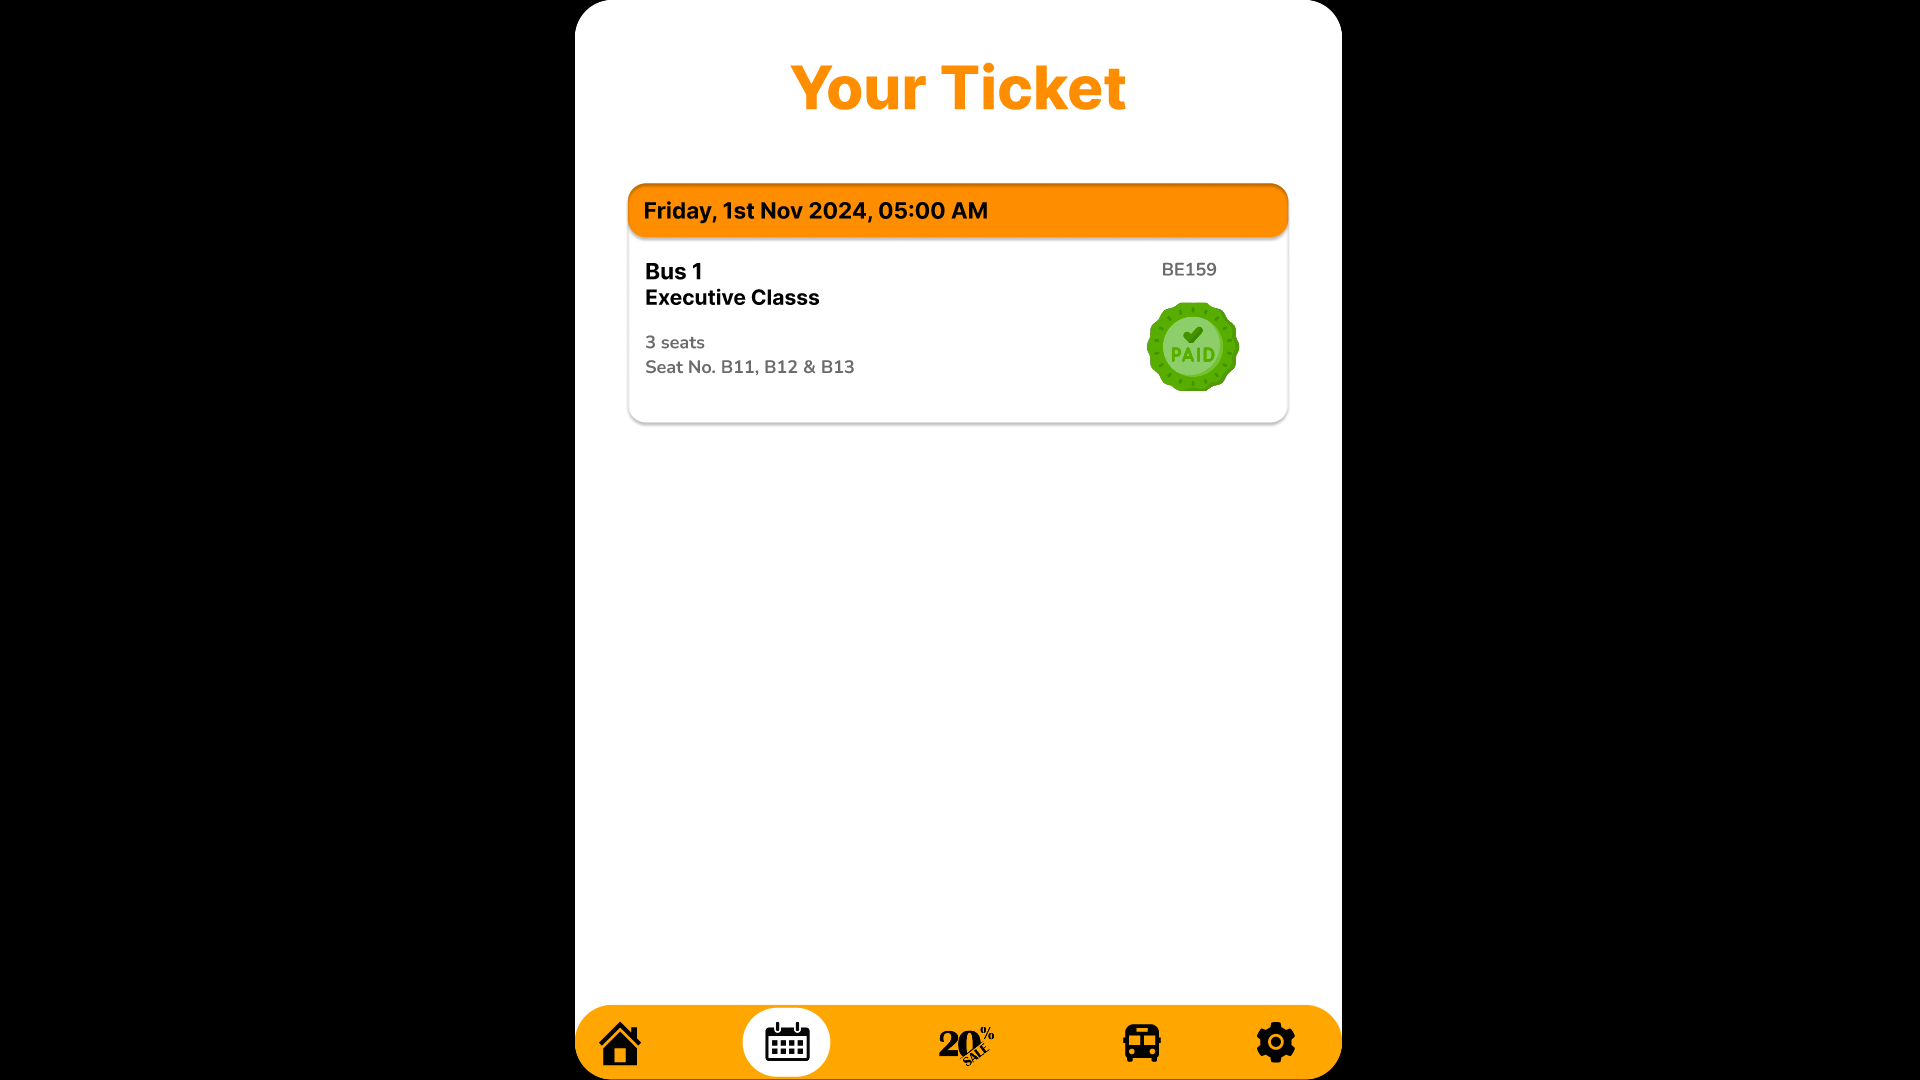 Your Ticket
Friday, 1st Nov 2024, 05:00 AM
Bus 1
BE159
Executive Classs
PAID
3 seats
Seat No. B11, B12 & B13
20%
SALE